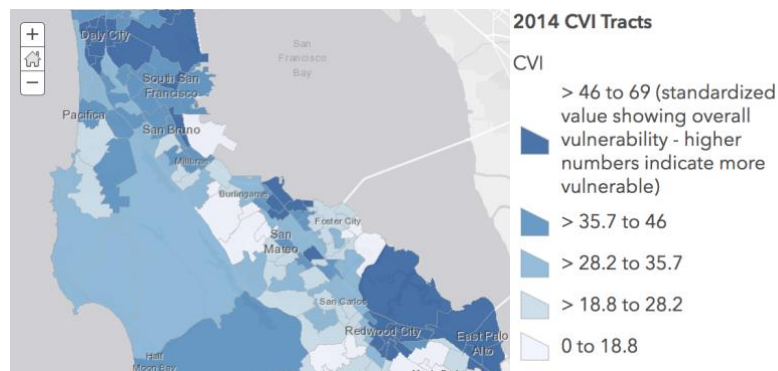 +
−
Daly City
San
Francisco
Bay
South San
Francisco
Pacifica
San Bruno
Millbrae
Burlingame
Foster City
San
Mateo
San Carlos
Redwood City
East Palo
Alto
Half
Moon Bay
2014 CVI Tracts
CVI
> 46 to 69 (standardized
value showing overall
vulnerability - higher
numbers indicate more
vulnerable)
> 35.7 to 46
> 28.2 to 35.7
> 18.8 to 28.2
0 to 18.8